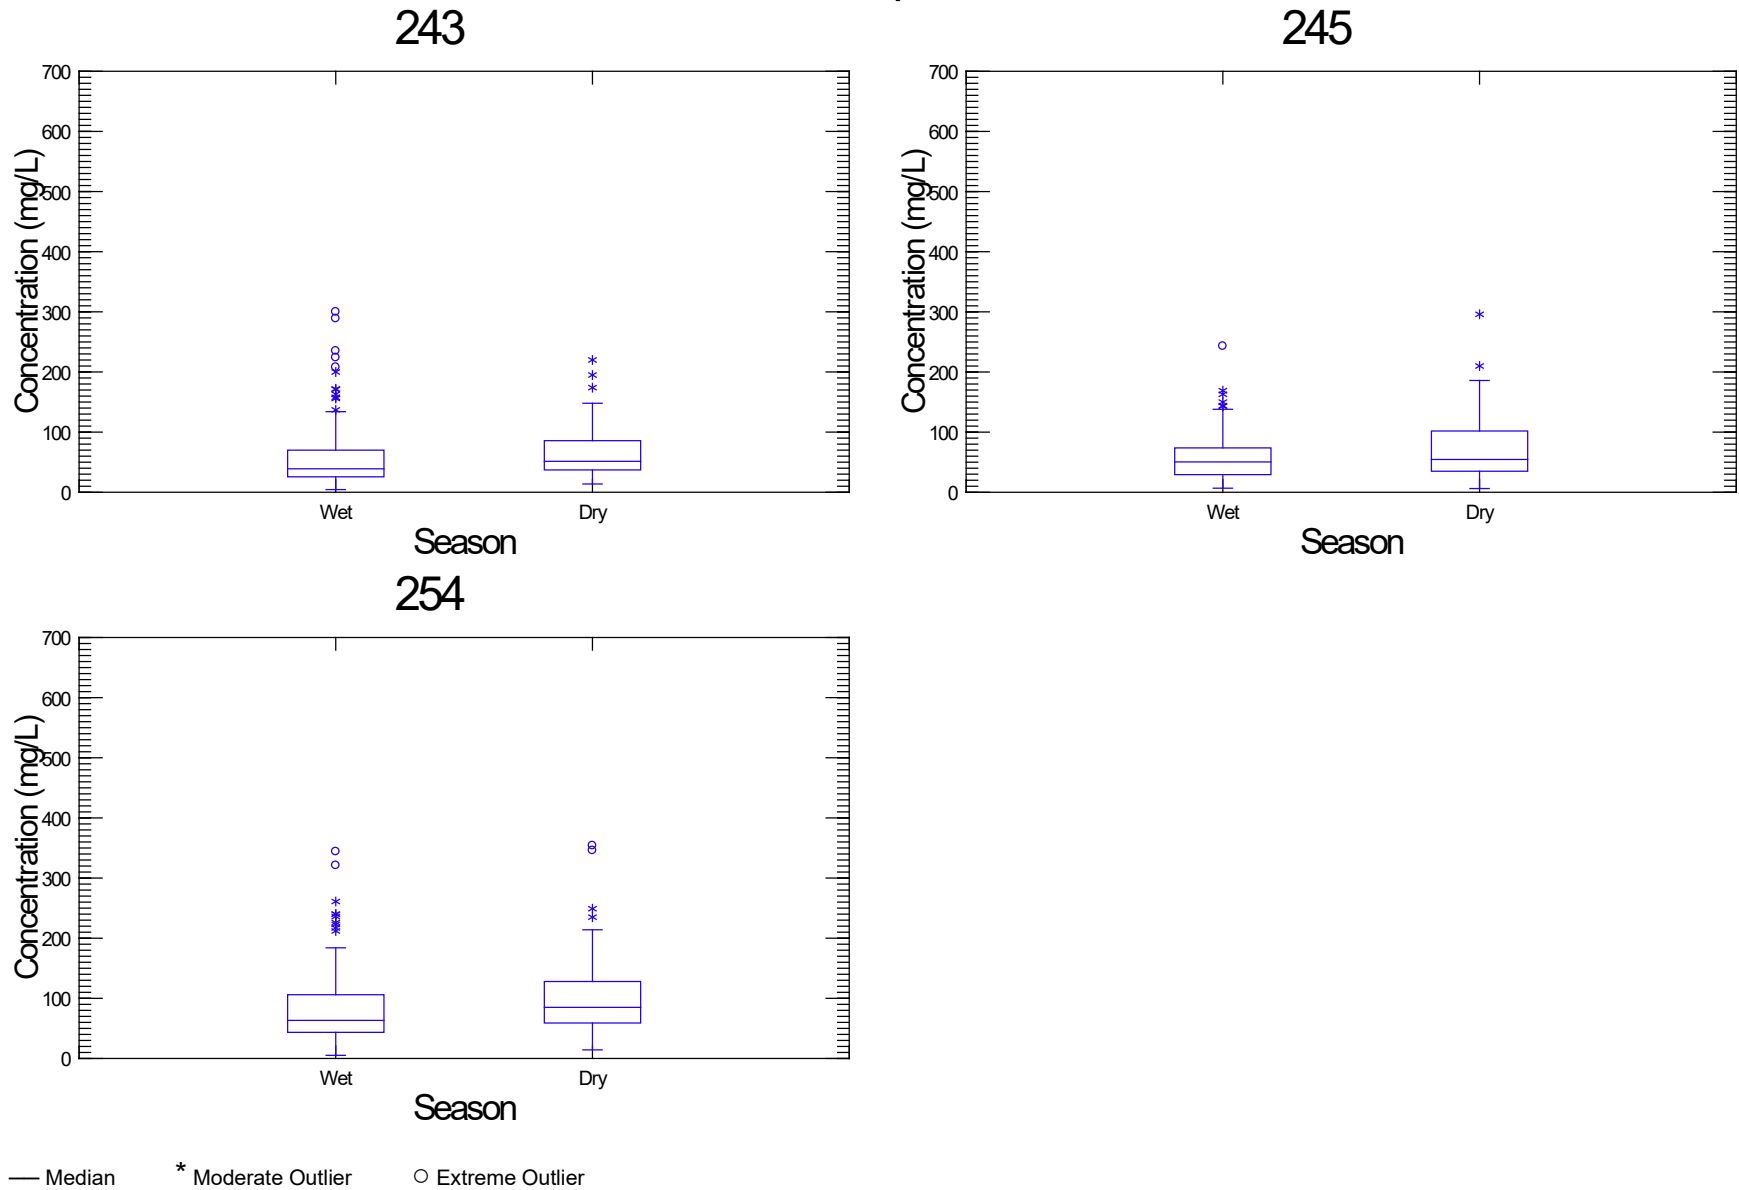 243
700
600
500
400
300
200
100
0
Concentration (mg/L)
Wet Dry
Season
245
700
600
500
400
300
200
100
0
Concentration (mg/L)
Wet Dry
Season
254
700
600
500
400
300
200
100
0
Concentration (mg/L)
Wet Dry
Season
— Median * Moderate Outlier ○ Extreme Outlier